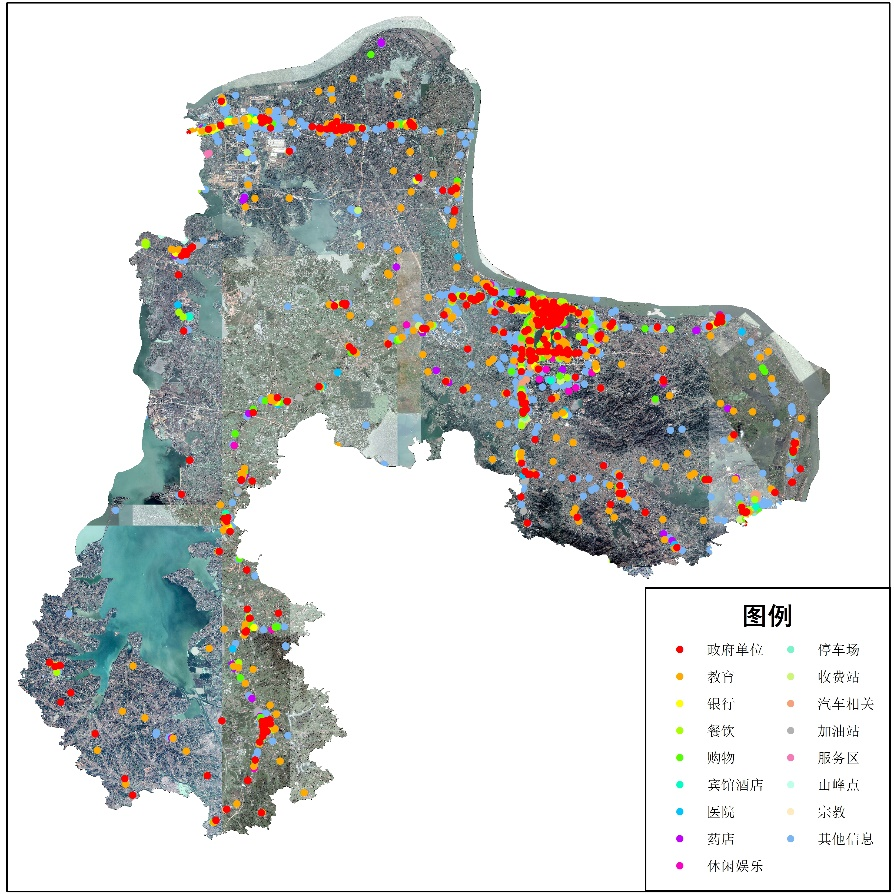 图例
政府单位
教育
银行
餐饮
购物
宾馆酒店
医院
药店
休闲娱乐
停车场
收费站
汽车相关
加油站
服务区
山峰点
宗教
其他信息